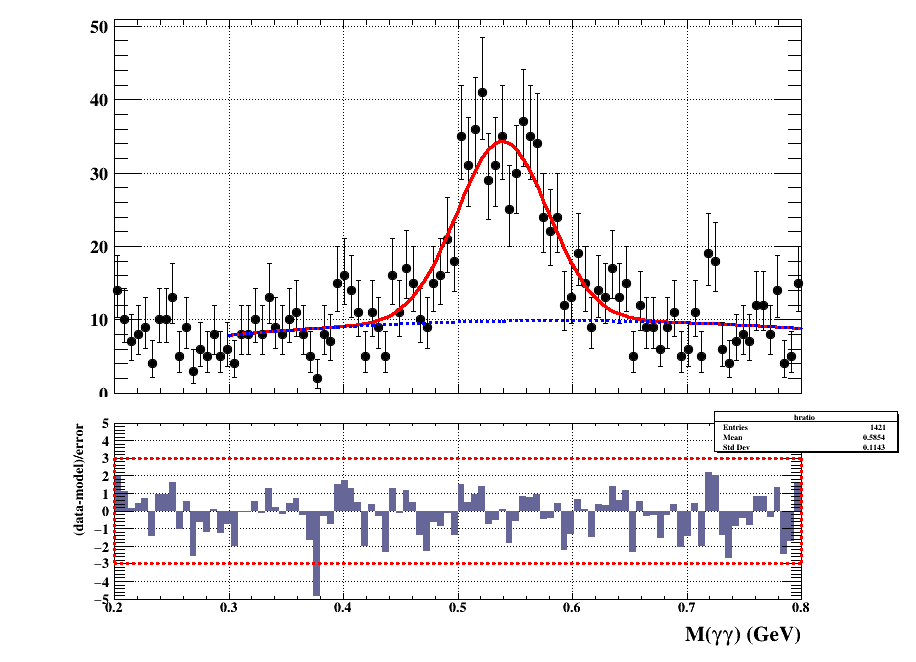 50
40
30
20
10
0
hratio
Entries 1421
Mean 0.5854
Std Dev 0.1143
(data-model)/error
5
4
3
2
1
0
−1
−2
−3
−4
−5
0.2 0.3 0.4 0.5 0.6 0.7 0.8
M(γγ) (GeV)